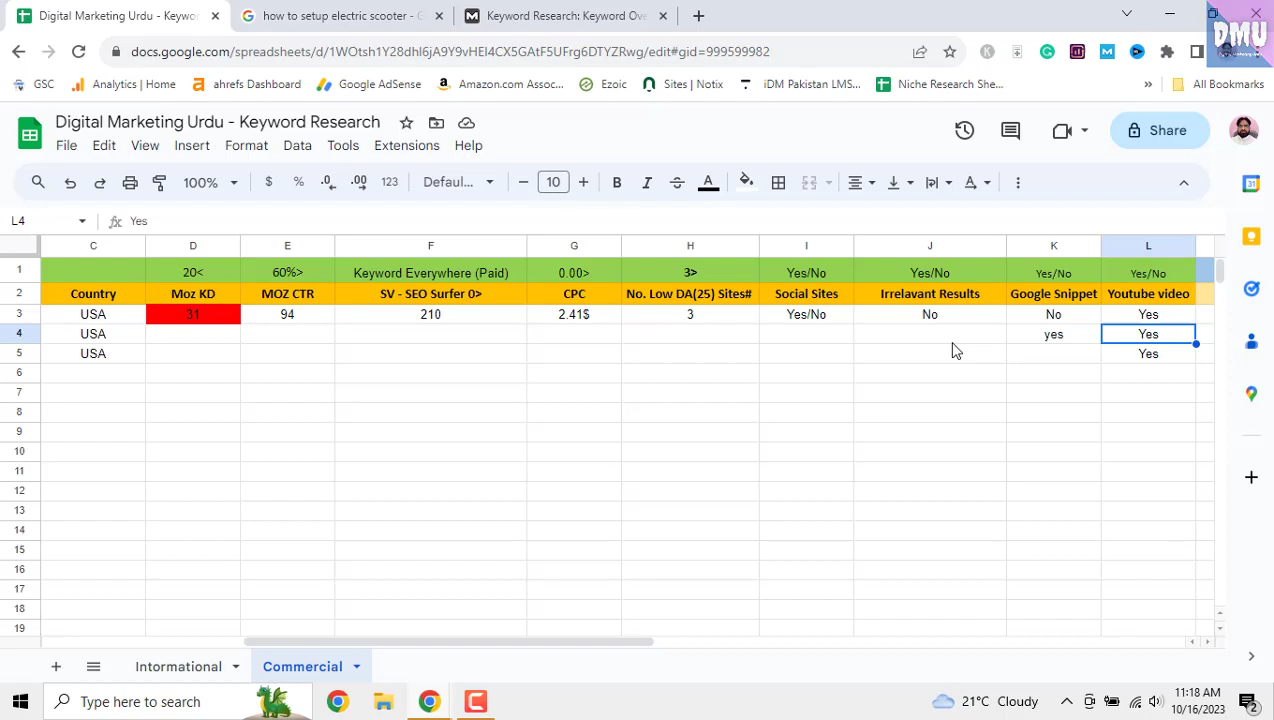 Digital Marketing Urdu - Keywo
how to setup electric scooter -
KeyWord Research: Keyword Ove
docs.google.com/spreadsheets/d/1WOtsh1Y28dhI6jA9Y9vHEI4CX5GAtF5UFrg6DTYZRwg/edit#gid=999599982
DMU
GSC
Analytics | Home
ahrefs Dashboard
Google AdSense
Amazon.com Assoc...
Ezoic
Sites | Notix
iDM Pakistan LMS...
Niche Research She...
All Bookmarks
Digital Marketing Urdu - Keyword Research
Share
File Edit View Insert Format Data Tools Extensions Help
100% $ % .0 .00 123 Defaul... 10 B I A
L4 fx Yes
C D E F G H I J K L
1 20< 60%> Keyword Everywhere (Paid) 0.00> 3> Yes/No Yes/No Yes/No Yes/No
2 Country Moz KD MOZ CTR SV - SEO Surfer 0> CPC No. Low DA(25) Sites# Social Sites Irrelavant Results Google Snippet Youtube video
3 USA 31 94 210 2.41$ 3 Yes/No No No Yes
4 USA yes Yes
5 USA Yes
6
7
8
9
10
11
12
13
14
15
16
17
18
19
Intormational
Commercial
Type here to search
21°C Cloudy
11:18 AM
10/16/2023
2